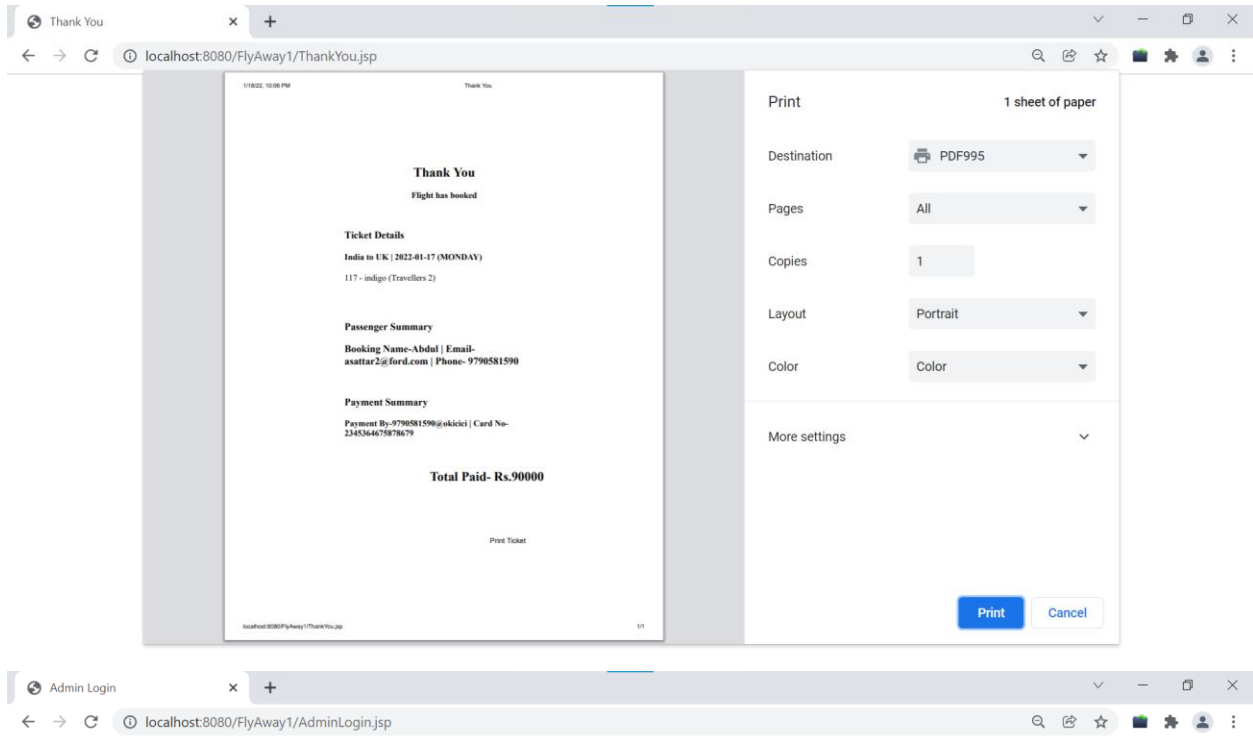 Thank You
localhost:8080/FlyAway1/ThankYou.jsp
1/18/22, 10:06 PM Thank You
Thank You
Flight has booked
Ticket Details
India to UK | 2022-01-17 (MONDAY)
117 - indigo (Travellers 2)
Passenger Summary
Booking Name-Abdul | Email-
asattar2@ford.com | Phone- 9790581590
Payment Summary
Payment By-9790581590@okicici | Card No-
2345364675878679
Total Paid- Rs.90000
Print Ticket
localhost:8080/FlyAway1/ThankYou.jsp 1/1
Print 1 sheet of paper
Destination PDF995
Pages All
Copies 1
Layout Portrait
Color Color
More settings
Print Cancel
Admin Login
localhost:8080/FlyAway1/AdminLogin.jsp